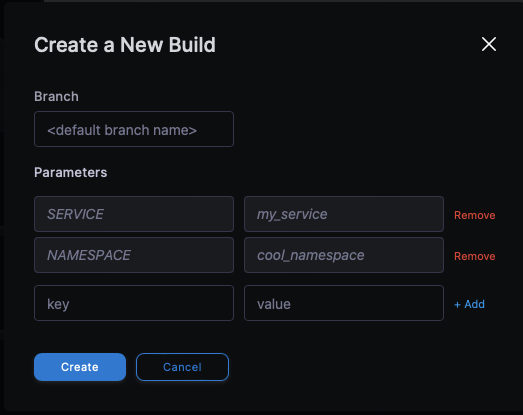 Create a New Build
Branch
<default branch name>
Parameters
SERVICE my_service Remove
NAMESPACE cool_namespace Remove
key value + Add
Create Cancel